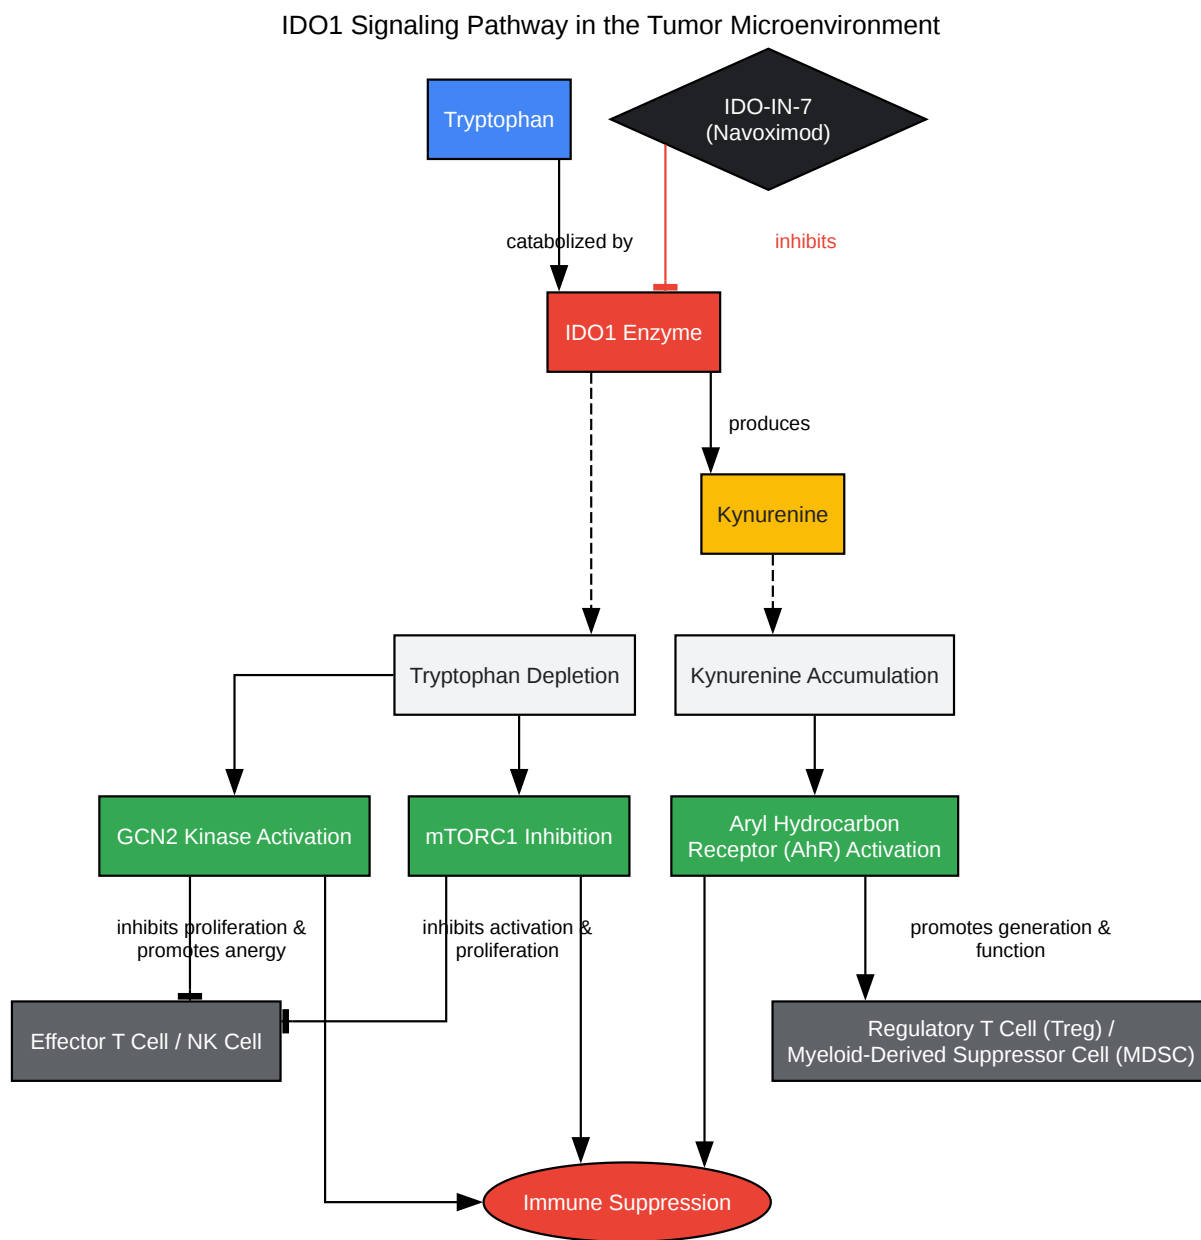 IDO1 Signaling Pathway in the Tumor Microenvironment
Tryptophan
IDO-IN-7
(Navoximod)
catabolized by
inhibits
IDO1 Enzyme
produces
Kynurenine
Tryptophan Depletion
Kynurenine Accumulation
GCN2 Kinase Activation
mTORC1 Inhibition
Aryl Hydrocarbon
Receptor (AhR) Activation
inhibits proliferation &
promotes anergy
inhibits activation &
proliferation
promotes generation &
function
Effector T Cell / NK Cell
Regulatory T Cell (Treg) /
Myeloid-Derived Suppressor Cell (MDSC)
Immune Suppression